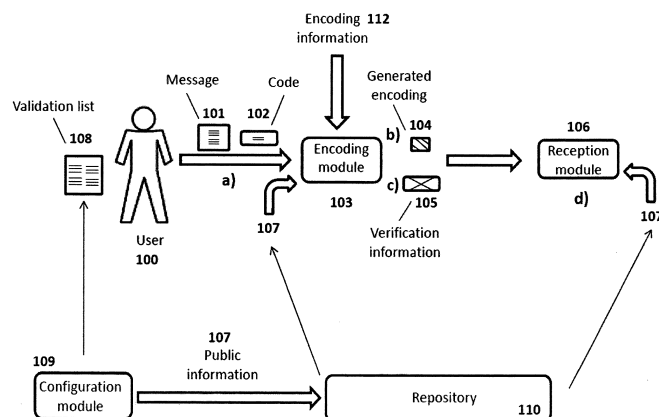 Encoding 112
information
Message
101
Code
102
Generated
encoding
104
Validation list
108
b)
106
Encoding
module
Reception
module
a)
c)
d)
103
105
107
107
User
100
Verification
information
107
Public
information
109
Configuration
module
Repository
110